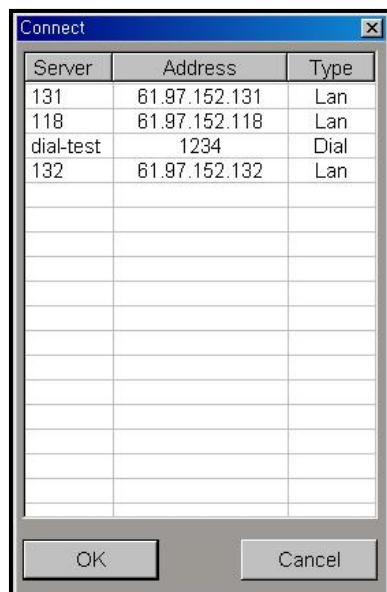 Connect
Server Address Type
131 61.97.152.131 Lan
118 61.97.152.118 Lan
dial-test 1234 Dial
132 61.97.152.132 Lan
OK Cancel